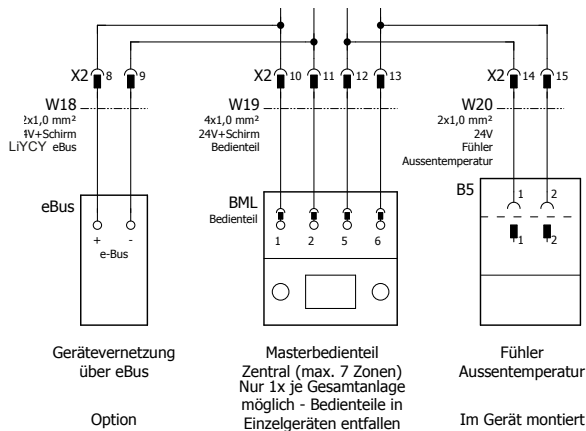 X2 8 9
X2 10 11 12 13
X2 14 15
W18
2x1,0 mm²
24V+Schirm
LiYCY eBus
W19
4x1,0 mm²
24V+Schirm
Bedienteil
W20
2x1,0 mm²
24V
Fühler
Aussentemperatur
eBus
+ -
e-Bus
BML
Bedienteil
1 2 5 6
B5
1 2
1 2
Gerätevernetzung
über eBus
Option
Masterbedienteil
Zentral (max. 7 Zonen)
Nur 1x je Gesamtanlage
möglich - Bedienteile in
Einzelgeräten entfallen
Fühler
Aussentemperatur
Im Gerät montiert